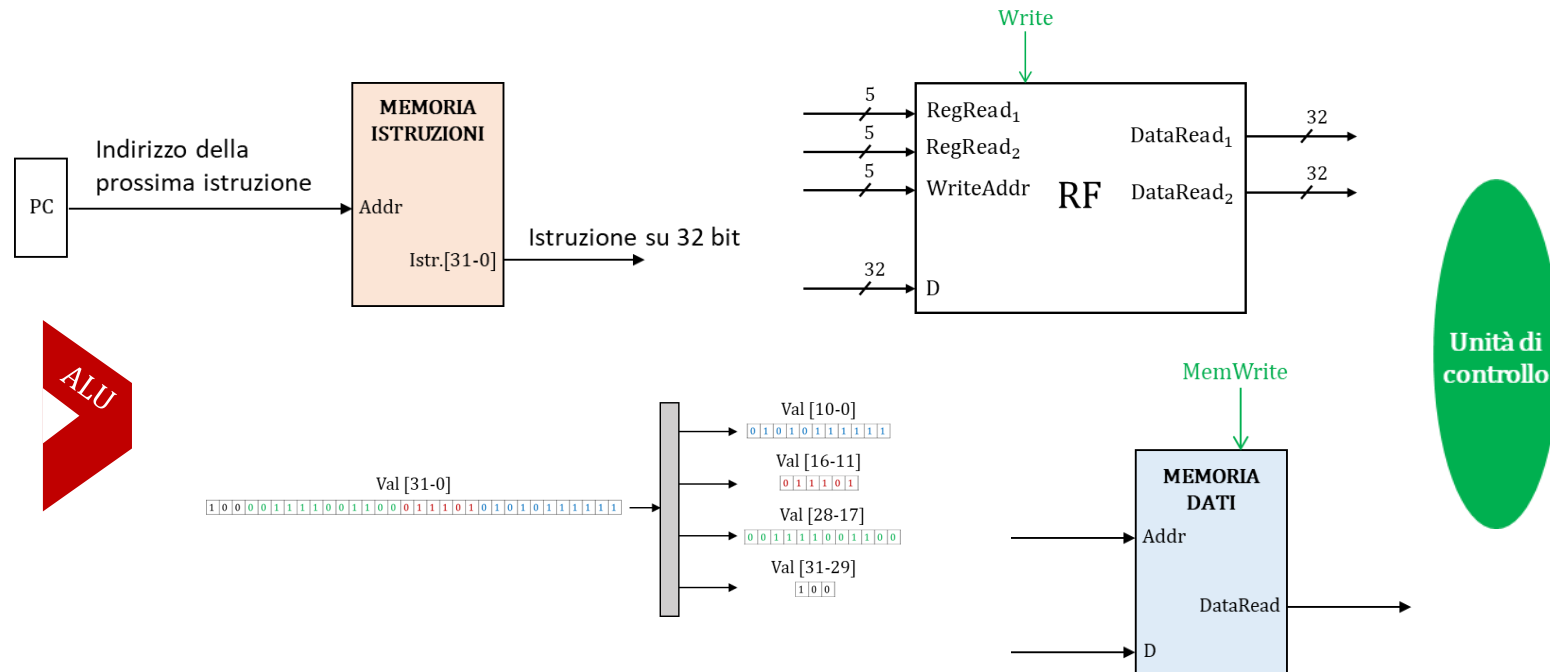 Write
MEMORIA
ISTRUZIONI
PC
Indirizzo della
prossima istruzione
Addr
Istr.[31-0]
Istruzione su 32 bit
5
RegRead₁
5
RegRead₂
5
WriteAddr
RF
32
D
DataRead₁
32
DataRead₂
32
Unità di
controllo
ALU
Val [31-0]
1 0 0 0 0 1 1 1 1 0 0 1 1 0 0 0 1 1 1 0 1 0 1 0 1 0 1 1 1 1 1 1
Val [10-0]
0 1 0 1 0 1 1 1 1 1 1
Val [16-11]
0 1 1 1 0 1
Val [28-17]
0 0 1 1 1 1 0 0 1 1 0 0
Val [31-29]
1 0 0
MemWrite
MEMORIA
DATI
Addr
DataRead
D